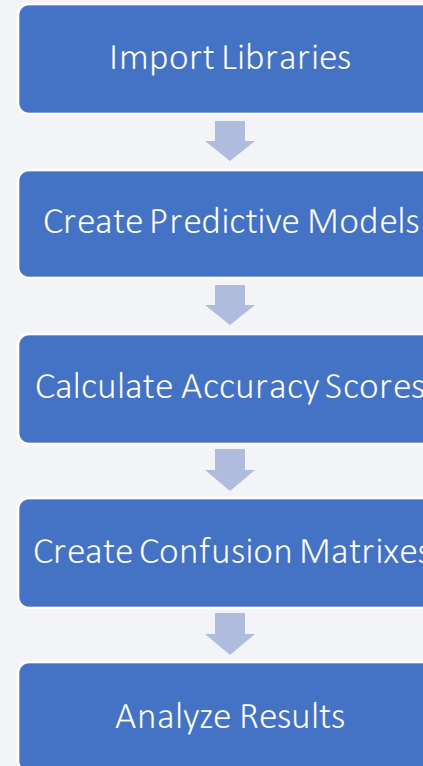 Import Libraries
Create Predictive Models
Calculate Accuracy Scores
Create Confusion Matrixes
Analyze Results